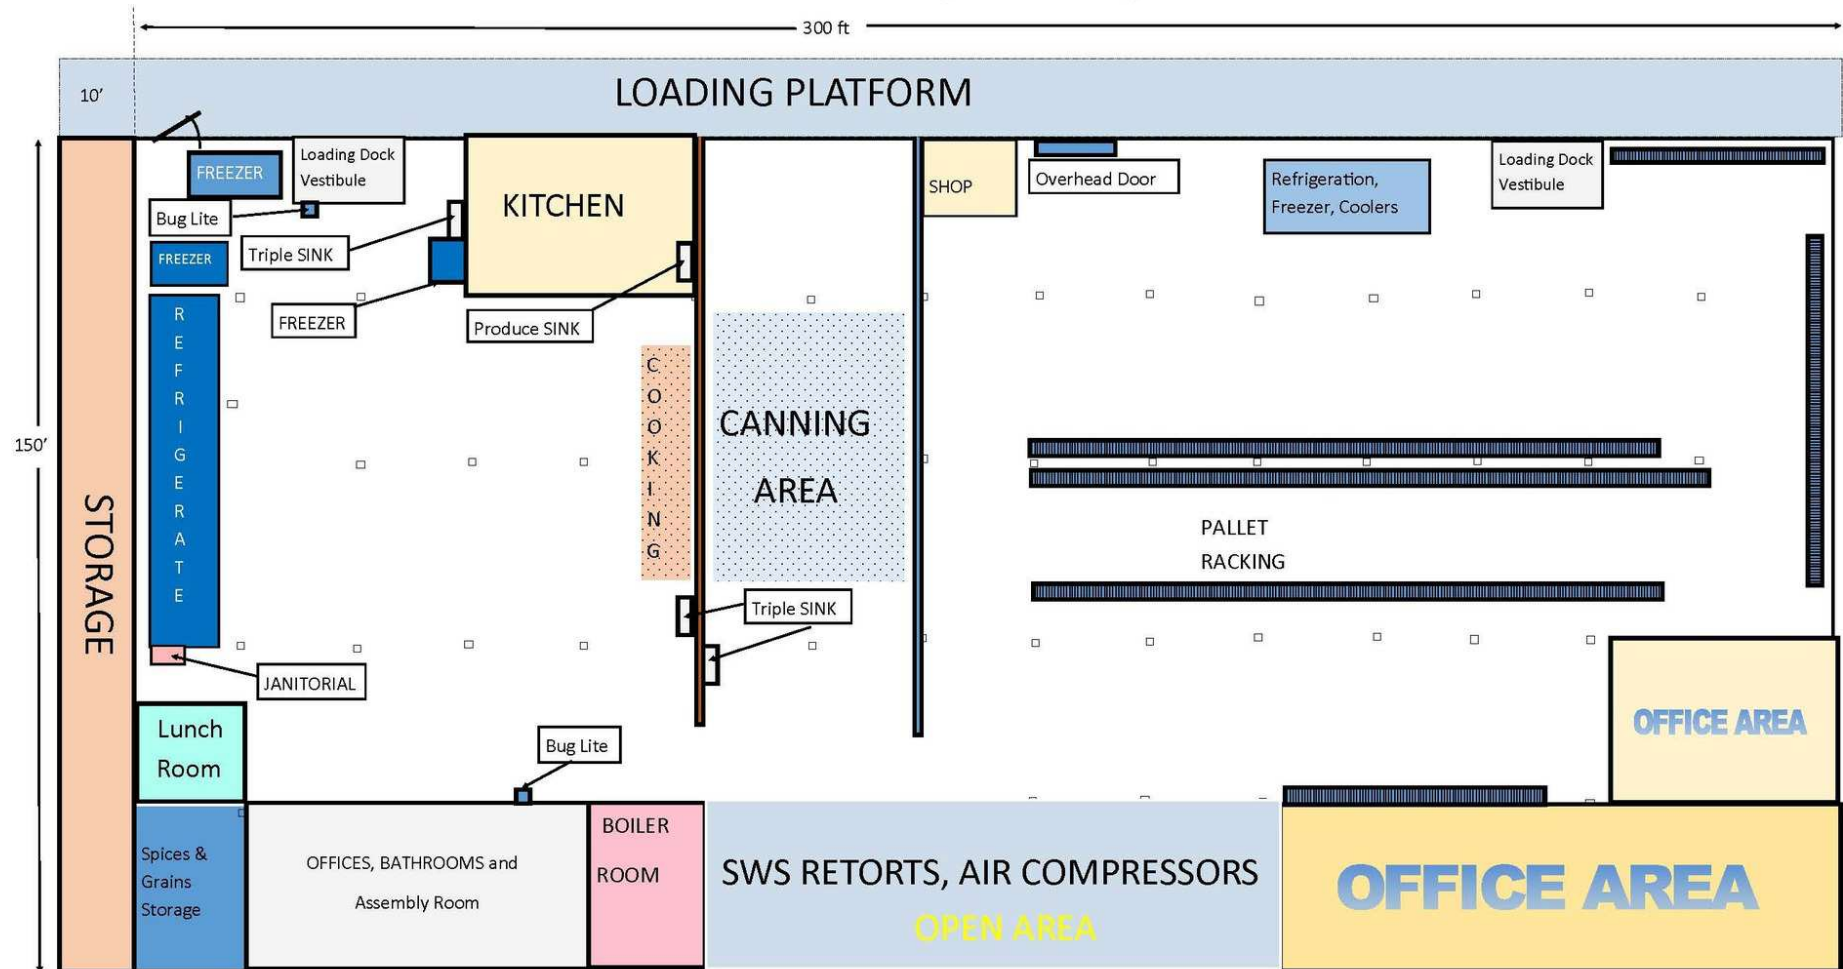 300 ft
10'
LOADING PLATFORM
FREEZER
Loading Dock
Vestibule
KITCHEN
SHOP
Overhead Door
Refrigeration,
Freezer, Coolers
Loading Dock
Vestibule
Bug Lite
Triple SINK
FREEZER
FREEZER
Produce SINK
REFRIGERATE
COOKING
CANNING
AREA
150'
STORAGE
PALLET
RACKING
Triple SINK
JANITORIAL
Lunch
Room
Bug Lite
OFFICE AREA
Spices &
Grains
Storage
OFFICES, BATHROOMS and
Assembly Room
BOILER
ROOM
SWS RETORTS, AIR COMPRESSORS
OPEN AREA
OFFICE AREA